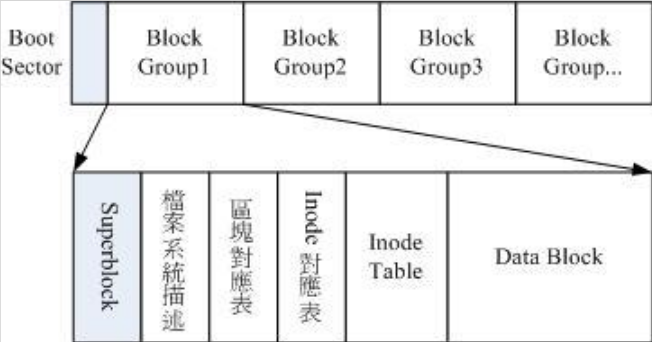 Boot
Sector
Block
Group1
Block
Group2
Block
Group3
Block
Group...
Superblock
檔案系統描述
區塊對應表
Inode 對應表
Inode
Table
Data Block